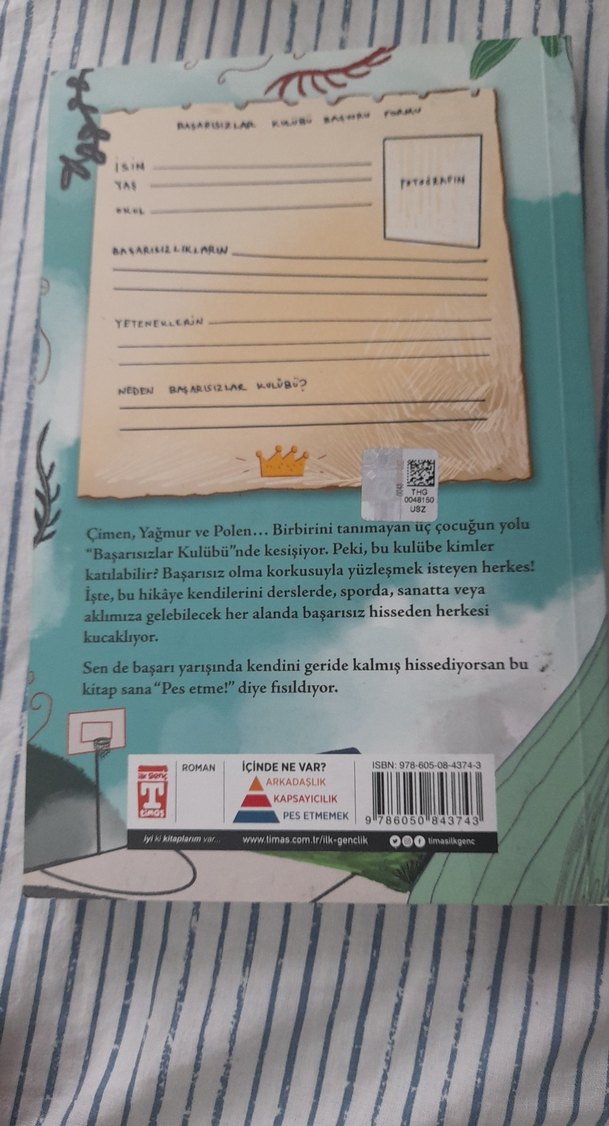 BAŞARISIZLAR KULÜBÜ BAŞVURU FORMU
İSİM
YAŞ
OKUL
FOTOĞRAFIN
BAŞARISIZLIKLARIN
YETENEKLERİN
NEDEN BAŞARISIZLAR KULÜBÜ?
THG
0048150
USZ
Çimen, Yağmur ve Polen... Birbirini tanımayan üç çocuğun yolu
“Başarısızlar Kulübü”nde kesişiyor. Peki, bu kulübe kimler
katılabilir? Başarısız olma korkusuyla yüzleşmek isteyen herkes!
İşte, bu hikâye kendilerini derslerde, sporda, sanatta veya
aklımıza gelebilecek her alanda başarısız hisseden herkesi
kucaklıyor.
Sen de başarı yarışında kendini geride kalmış hissediyorsan bu
kitap sana “Pes etme!” diye fısıldıyor.
ilk genç
T
timaş
ROMAN
İÇİNDE NE VAR?
ARKADAŞLIK
KAPSAYICILIK
PES ETMEMEK
ISBN: 978-605-08-4374-3
9 786050 843743
iyi ki kitaplarım var...
www.timas.com.tr/ilk-genclik
timasilkgenc